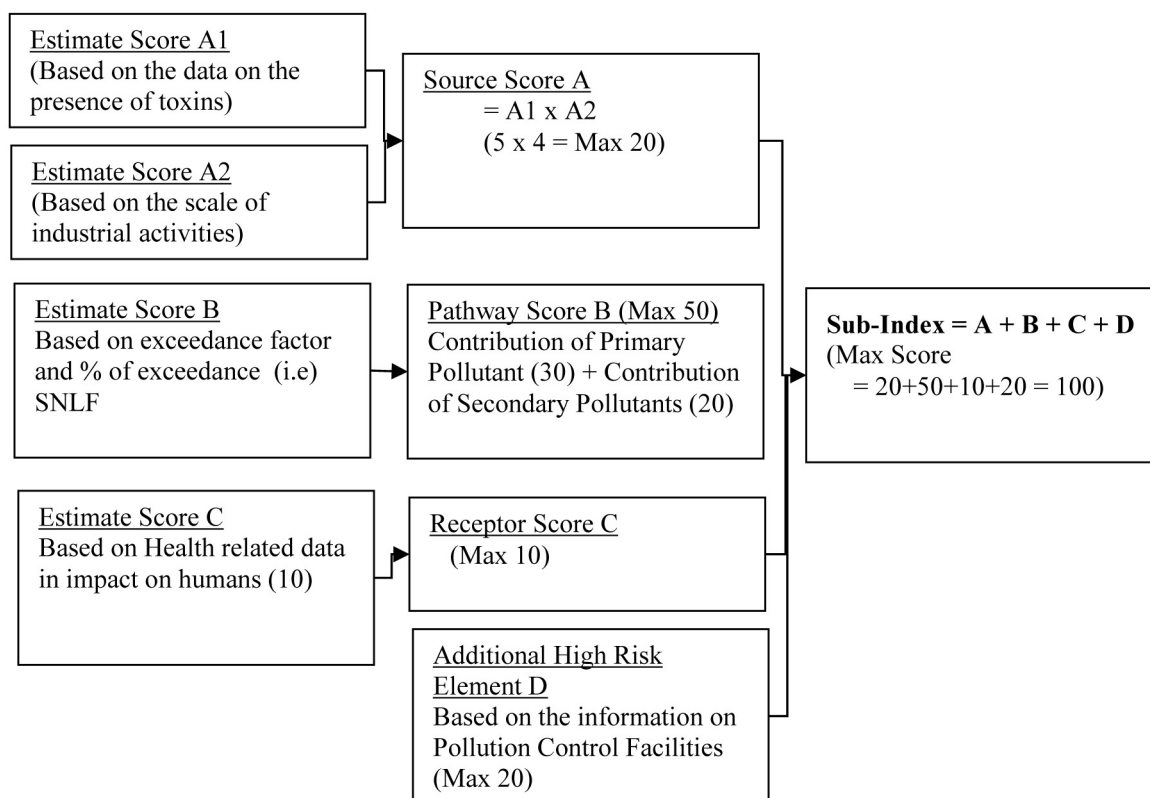 Estimate Score A1
(Based on the data on the
presence of toxins)
Estimate Score A2
(Based on the scale of
industrial activities)
Source Score A
= A1 x A2
(5 x 4 = Max 20)
Estimate Score B
Based on exceedance factor
and % of exceedance (i.e)
SNLF
Pathway Score B (Max 50)
Contribution of Primary
Pollutant (30) + Contribution
of Secondary Pollutants (20)
Estimate Score C
Based on Health related data
in impact on humans (10)
Receptor Score C
(Max 10)
Additional High Risk
Element D
Based on the information on
Pollution Control Facilities
(Max 20)
Sub-Index = A + B + C + D
(Max Score
= 20+50+10+20 = 100)